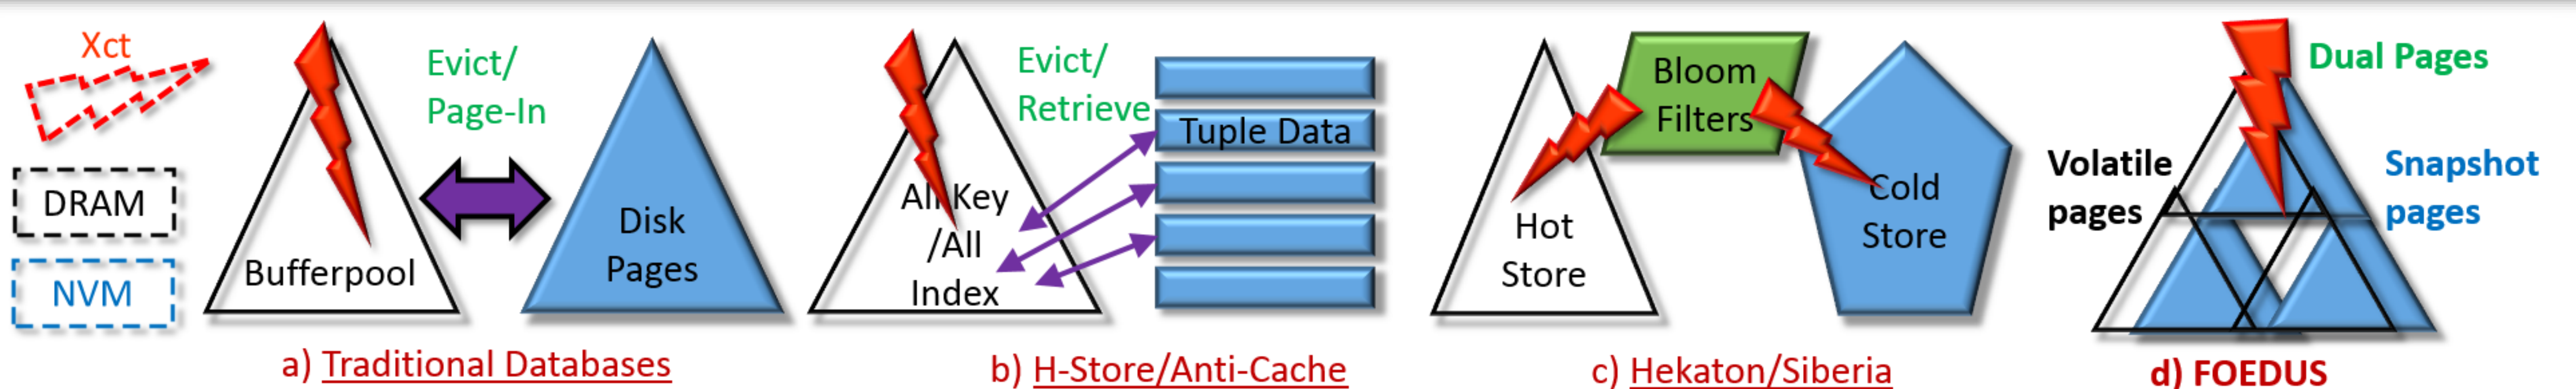 Xct
DRAM
NVM
Evict/
Page-In
Bufferpool
Disk
Pages
a) Traditional Databases
Evict/
Retrieve
All Key
/All
Index
Tuple Data
b) H-Store/Anti-Cache
Bloom
Filters
Hot
Store
Cold
Store
c) Hekaton/Siberia
Dual Pages
Volatile
pages
Snapshot
pages
d) FOEDUS